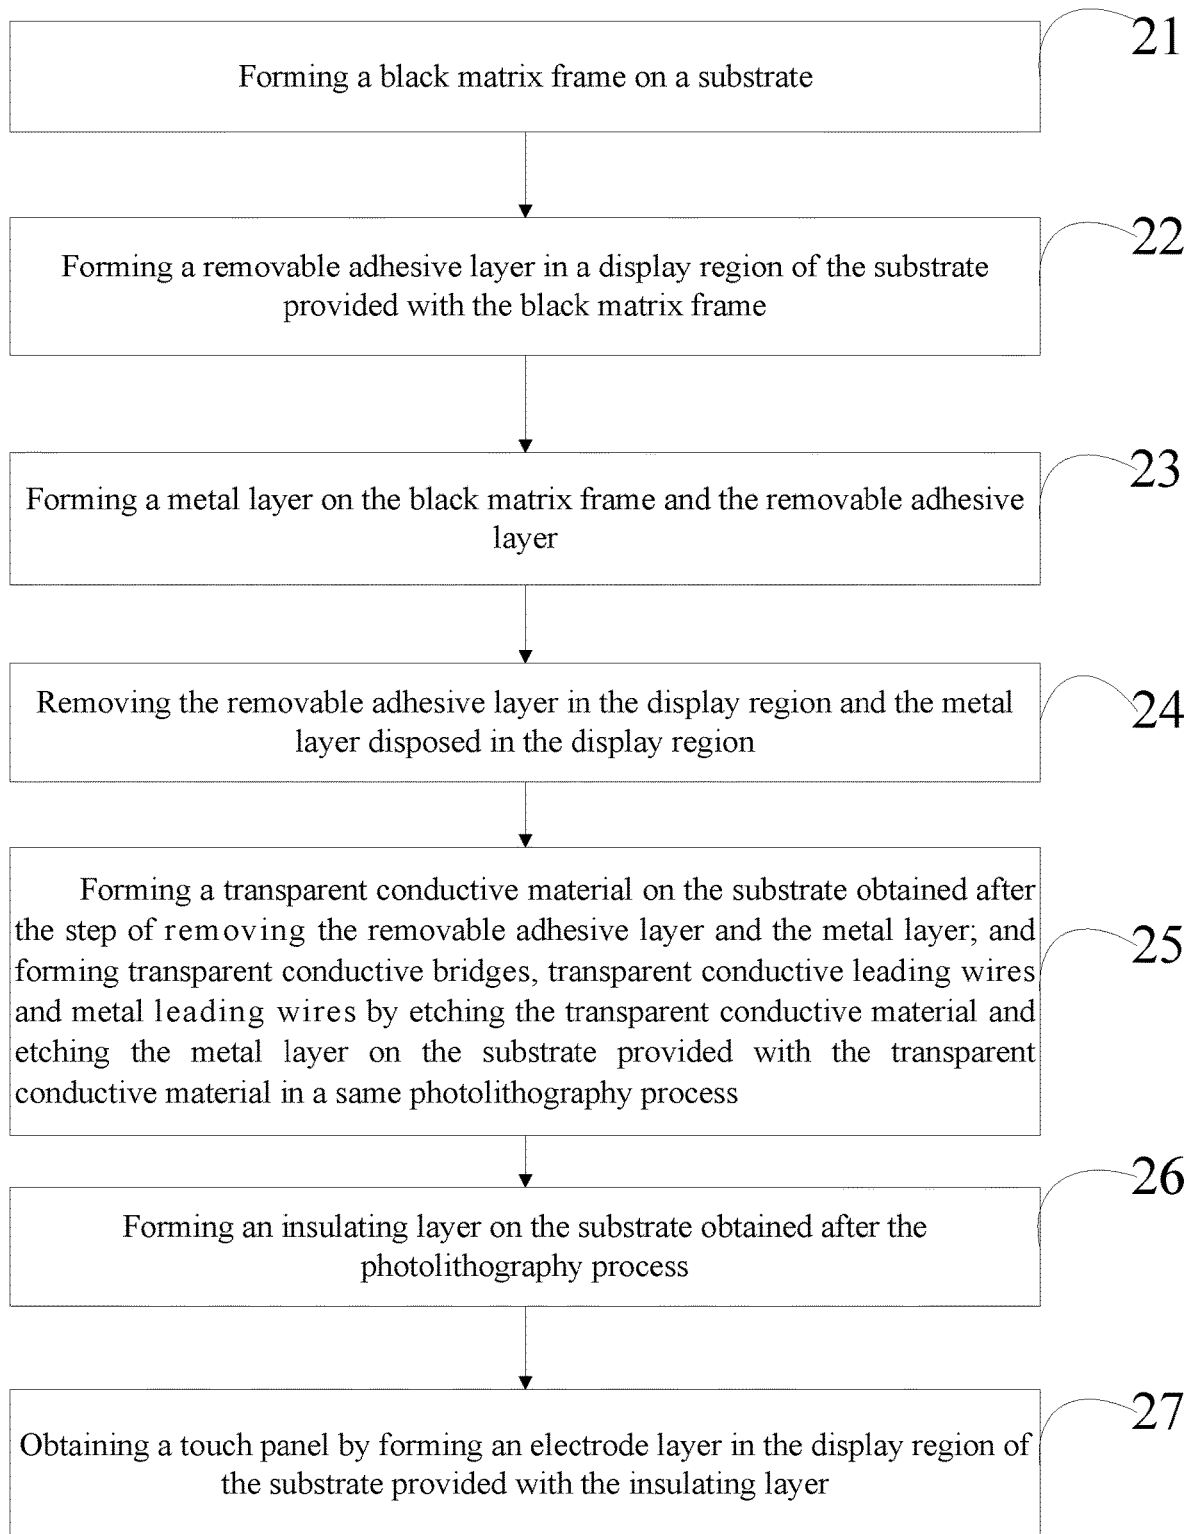 21
Forming a black matrix frame on a substrate
22
Forming a removable adhesive layer in a display region of the substrate
provided with the black matrix frame
23
Forming a metal layer on the black matrix frame and the removable adhesive
layer
24
Removing the removable adhesive layer in the display region and the metal
layer disposed in the display region
25
Forming a transparent conductive material on the substrate obtained after
the step of removing the removable adhesive layer and the metal layer; and
forming transparent conductive bridges, transparent conductive leading wires
and metal leading wires by etching the transparent conductive material and
etching the metal layer on the substrate provided with the transparent
conductive material in a same photolithography process
26
Forming an insulating layer on the substrate obtained after the
photolithography process
27
Obtaining a touch panel by forming an electrode layer in the display region of
the substrate provided with the insulating layer